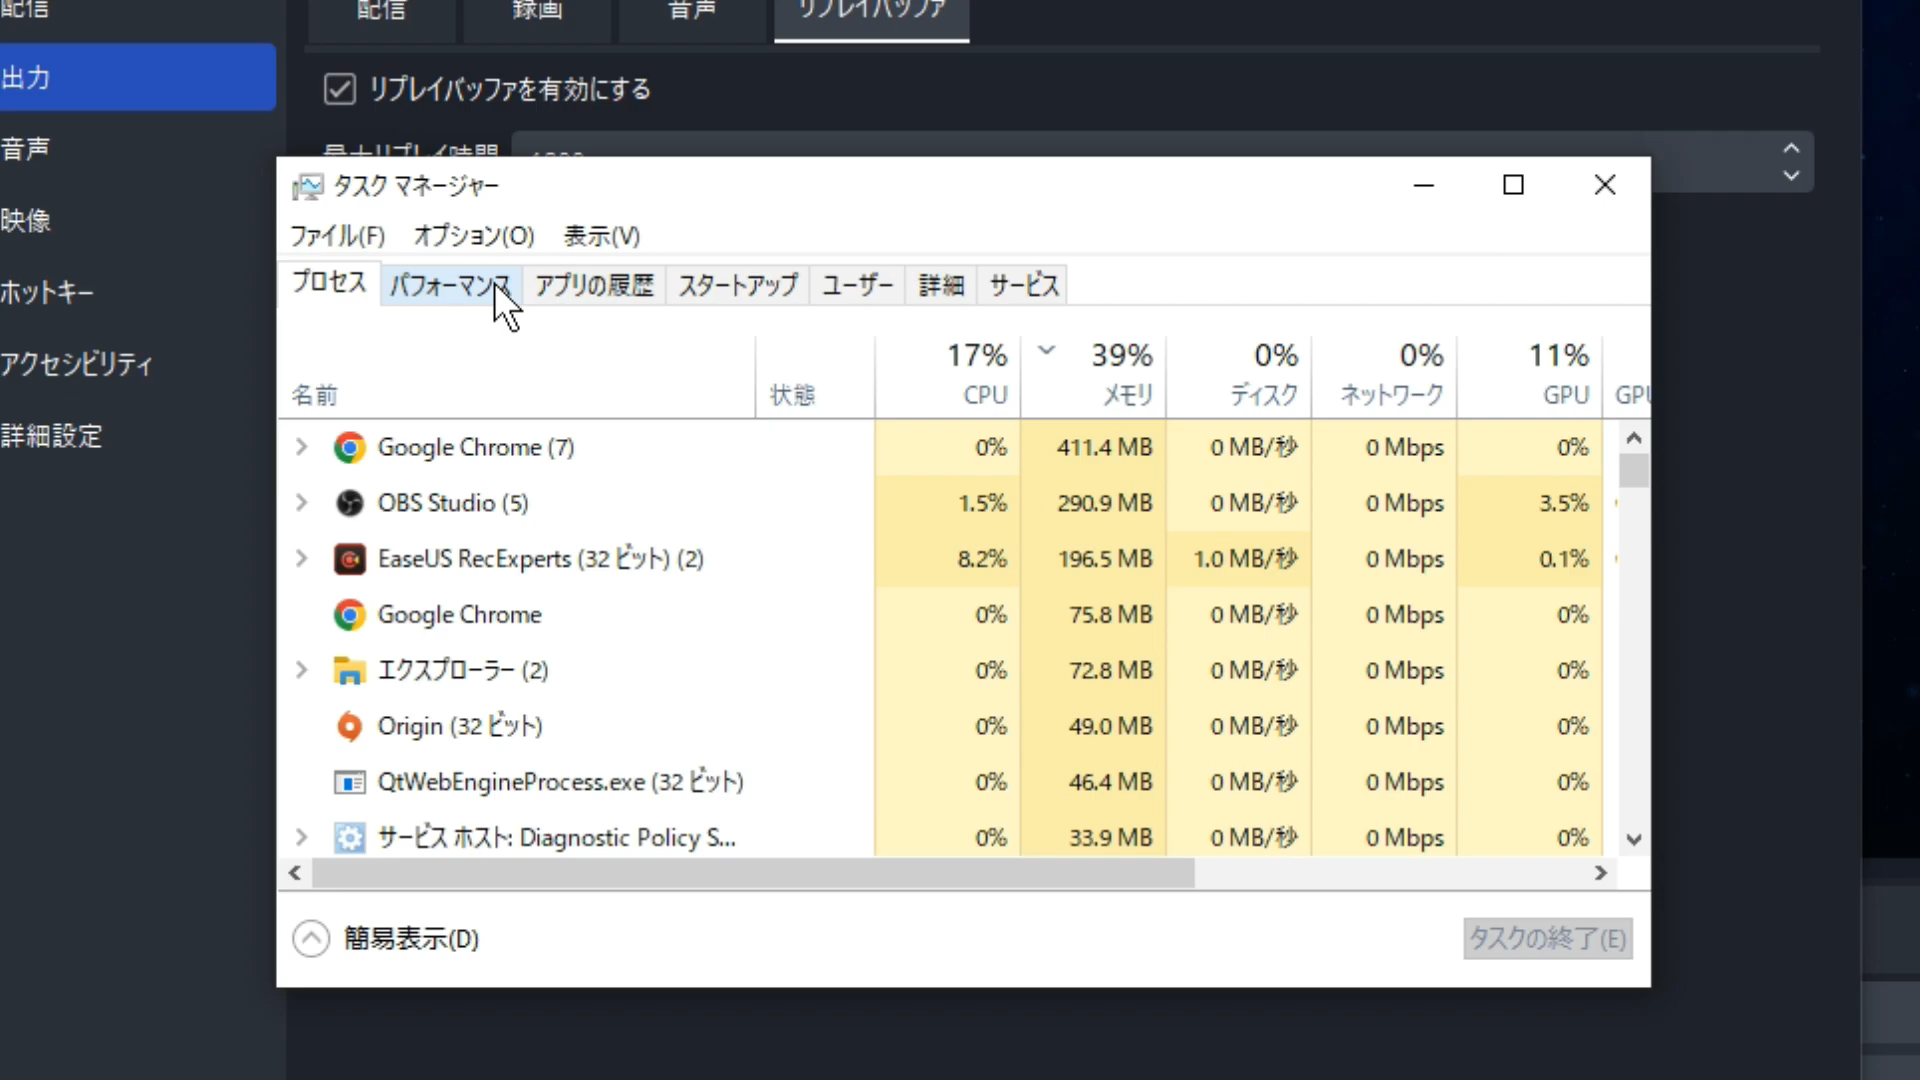 配信
配信 録画 音声 リプレイバッファ
出力
リプレイバッファを有効にする
音声
最大リプレイ時間
映像
ホットキー
アクセシビリティ
詳細設定
タスク マネージャー
ファイル(F) オプション(O) 表示(V)
プロセス パフォーマンス アプリの履歴 スタートアップ ユーザー 詳細 サービス
17% 39% 0% 0% 11%
名前 状態 CPU メモリ ディスク ネットワーク GPU GPU
Google Chrome (7) 0% 411.4 MB 0 MB/秒 0 Mbps 0%
OBS Studio (5) 1.5% 290.9 MB 0 MB/秒 0 Mbps 3.5%
EaseUS RecExperts (32 ビット) (2) 8.2% 196.5 MB 1.0 MB/秒 0 Mbps 0.1%
Google Chrome 0% 75.8 MB 0 MB/秒 0 Mbps 0%
エクスプローラー (2) 0% 72.8 MB 0 MB/秒 0 Mbps 0%
Origin (32 ビット) 0% 49.0 MB 0 MB/秒 0 Mbps 0%
QtWebEngineProcess.exe (32 ビット) 0% 46.4 MB 0 MB/秒 0 Mbps 0%
サービス ホスト: Diagnostic Policy S... 0% 33.9 MB 0 MB/秒 0 Mbps 0%
簡易表示(D)
タスクの終了(E)